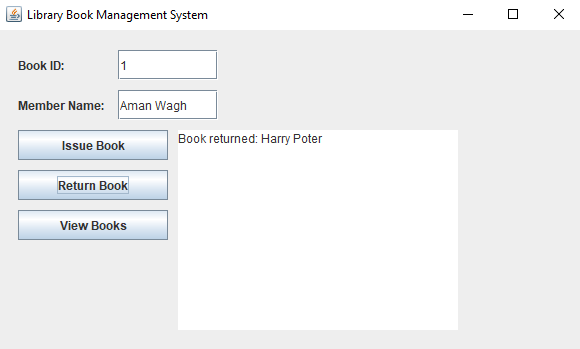 Library Book Management System
Book ID: 1
Member Name: Aman Wagh
Issue Book
Book returned: Harry Poter
Return Book
View Books